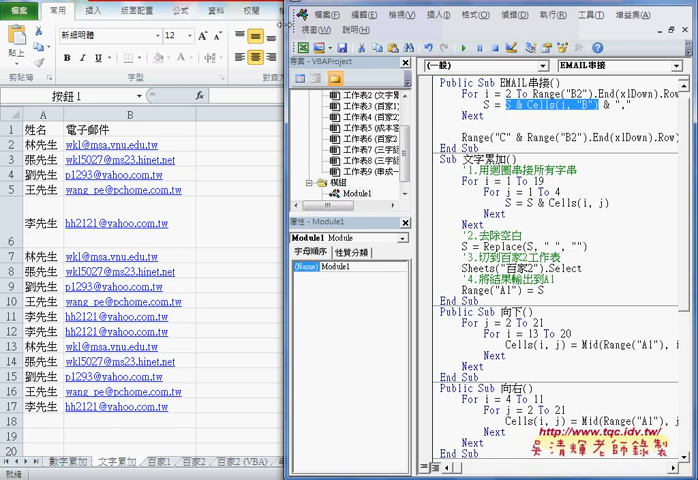 檔案 常用 插入 版面配置 公式 資料 校閱
新細明體 12
貼上
剪貼簿 字型 對齊
按鈕 1 fx
A B
1 姓名 電子郵件
2 林先生 wkl@msa.vnu.edu.tw
3 張先生 wkl5027@ms23.hinet.net
4 劉先生 p1293@yahoo.com.tw
5 王先生 wang_pe@pchome.com.tw
6 李先生 hh2121@yahoo.com.tw
7 林先生 wkl@msa.vnu.edu.tw
8 張先生 wkl5027@ms23.hinet.net
9 劉先生 p1293@yahoo.com.tw
10 王先生 wang_pe@pchome.com.tw
11 李先生 hh2121@yahoo.com.tw
12 李先生 hh2121@yahoo.com.tw
13 林先生 wkl@msa.vnu.edu.tw
14 張先生 wkl5027@ms23.hinet.net
15 劉先生 p1293@yahoo.com.tw
16 王先生 wang_pe@pchome.com.tw
17 李先生 hh2121@yahoo.com.tw
18
19
20
數字累加 文字累加 百家1 百家2 百家2 (VBA)
就緒
檔案(F) 編輯(E) 檢視(V) 插入(I) 格式(O) 偵錯(D) 執行(R) 工具(T) 增益集(A)
視窗(W) 說明(H)
專案 - VBAProject
工作表2 (文字累
工作表3 (百家1)
工作表4 (百家2)
工作表5 (成本客
工作表6 (百家2
工作表7 (三字經
工作表8 (三字經
工作表9 (串成一
模組
Module1
屬性 - Module1
Module1 Module
字母順序 性質分類
(Name) Module1
(一般) EMAIL串接
Public Sub EMAIL串接()
For i = 2 To Range("B2").End(xlDown).Row
S = S & Cells(i, "B") & ","
Next
Range("C" & Range("B2").End(xlDown).Row
End Sub
Sub 文字累加()
'1.用迴圈串接所有字串
For i = 1 To 19
For j = 1 To 4
S = S & Cells(i, j)
Next
Next
'2.去除空白
S = Replace(S, " ", "")
'3.切到百家2工作表
Sheets("百家2").Select
'4.將結果輸出到A1
Range("A1") = S
End Sub
Public Sub 向下()
For j = 2 To 21
For i = 13 To 20
Cells(i, j) = Mid(Range("A1"), i
Next
Next
End Sub
Public Sub 向右()
For i = 4 To 11
For j = 2 To 21
Cells(i, j) = Mid(Range("A1"),
Next
Next
End Sub
http://www.tqc.idv.tw/
吳清輝老師錄製